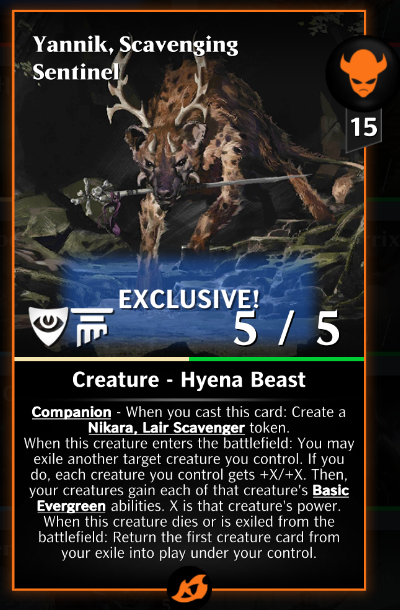 Yannik, Scavenging
Sentinel
15
EXCLUSIVE!
5 / 5
Creature - Hyena Beast
Companion - When you cast this card: Create a
Nikara, Lair Scavenger token.
When this creature enters the battlefield: You may
exile another target creature you control. If you
do, each creature you control gets +X/+X. Then,
your creatures gain each of that creature's Basic
Evergreen abilities. X is that creature's power.
When this creature dies or is exiled from the
battlefield: Return the first creature card from
your exile into play under your control.